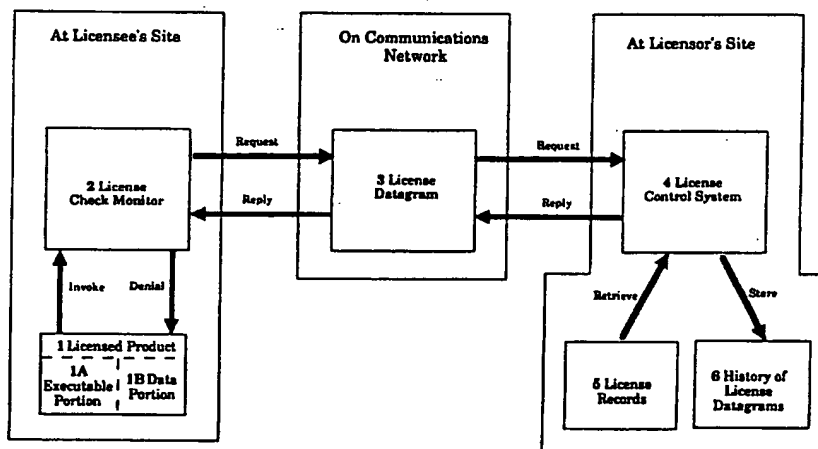 At Licensee's Site
On Communications
Network
At Licensor's Site
Request
Request
2 License
Check Monitor
3 License
Datagram
4 License
Control System
Reply
Reply
Invoke
Denial
Retrieve
Store
1 Licensed Product
1A
Executable
Portion
1B Data
Portion
5 License
Records
6 History of
License
Datagrams